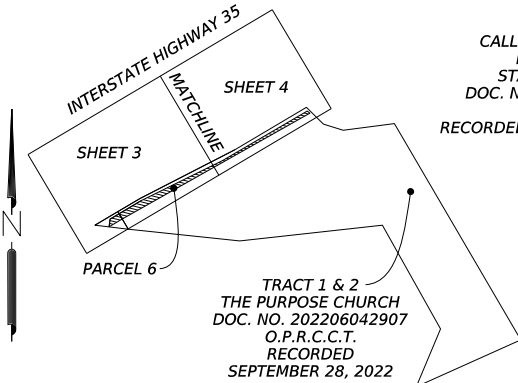 INTERSTATE HIGHWAY 35
MATCHLINE
SHEET 4
SHEET 3
N
PARCEL 6
TRACT 1 & 2
THE PURPOSE CHURCH
DOC. NO. 202206042907
O.P.R.C.C.T.
RECORDED
SEPTEMBER 28, 2022
CALL
STA
DOC. N
RECORDED